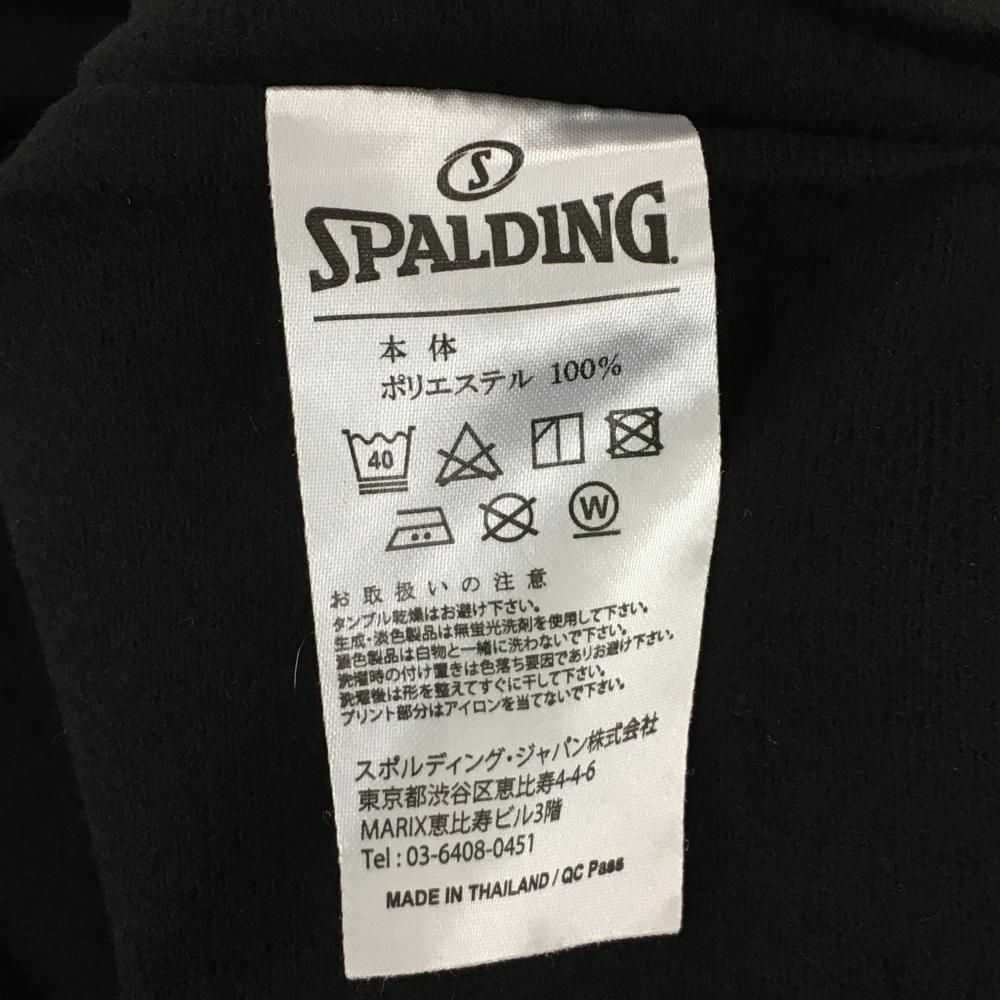 S
SPALDING
本体
ポリエステル 100%
40
W
お取扱いの注意
タンブル乾燥はお避け下さい。
生成・淡色製品は無蛍光洗剤を使用して下さい。
濃色製品は白物と一緒に洗わないで下さい。
洗濯時の付け置きは色落ち要因でありお避け下さい。
洗濯後は形を整えてすぐに干して下さい。
プリント部分はアイロンを当てないで下さい。
スポルディング・ジャパン株式会社
東京都渋谷区恵比寿4-4-6
MARIX恵比寿ビル3階
Tel : 03-6408-0451
MADE IN THAILAND / QC Pass